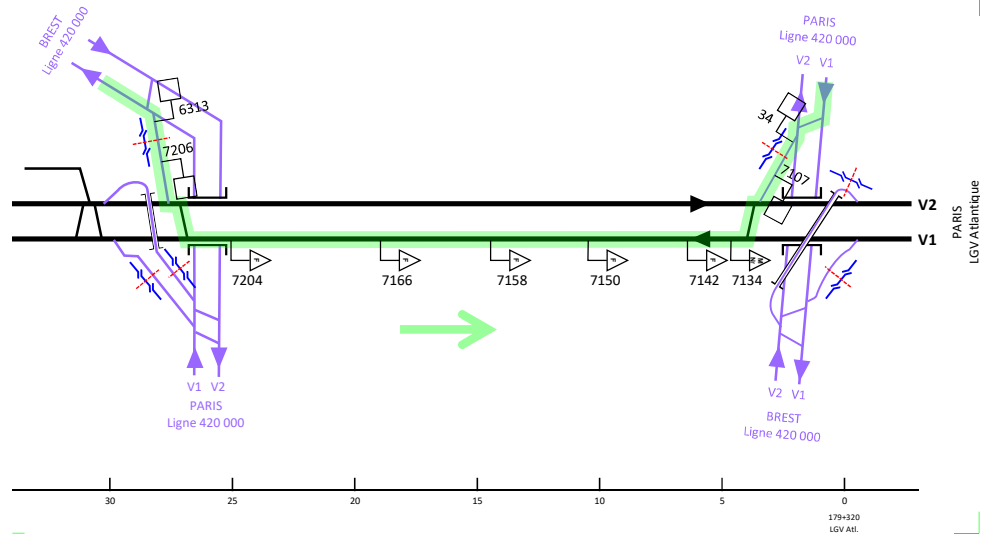 BREST
Ligne 420 000
PARIS
Ligne 420 000
V2 V1
6313
34
7206
7107
V2
V1
PARIS
LGV Atlantique
7204
7166
7158
7150
7142
7134
V1 V2
PARIS
Ligne 420 000
V2 V1
BREST
Ligne 420 000
30
25
20
15
10
5
0
179+320
LGV Atl.